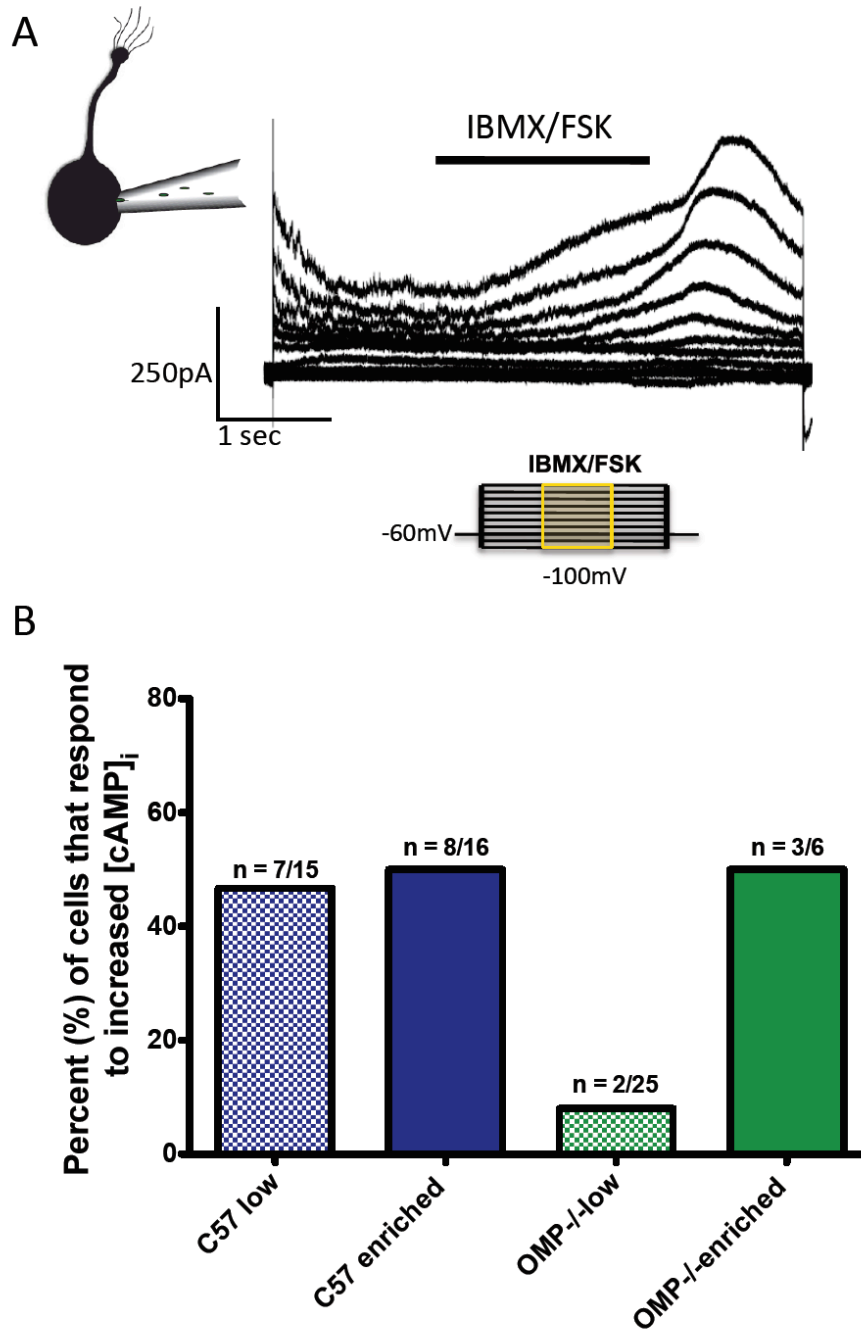 A
IBMX/FSK
250pA
1 sec
IBMX/FSK
-60mV
-100mV
B
Percent (%) of cells that respond
to increased [cAMP]i
80
60
40
20
0
n = 7/15
n = 8/16
n = 2/25
n = 3/6
C57 low
C57 enriched
OMP-/-low
OMP-/-enriched